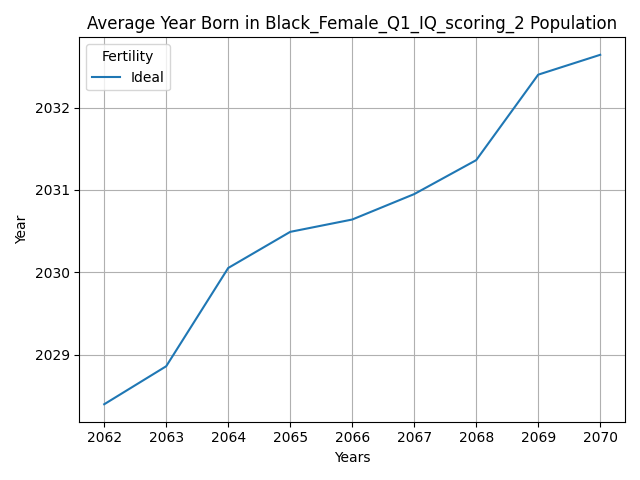 Average Year Born in Black_Female_Q1_IQ_scoring_2 Population
Fertility
Ideal
2032
2031
2030
2029
Year
2062 2063 2064 2065 2066 2067 2068 2069 2070
Years